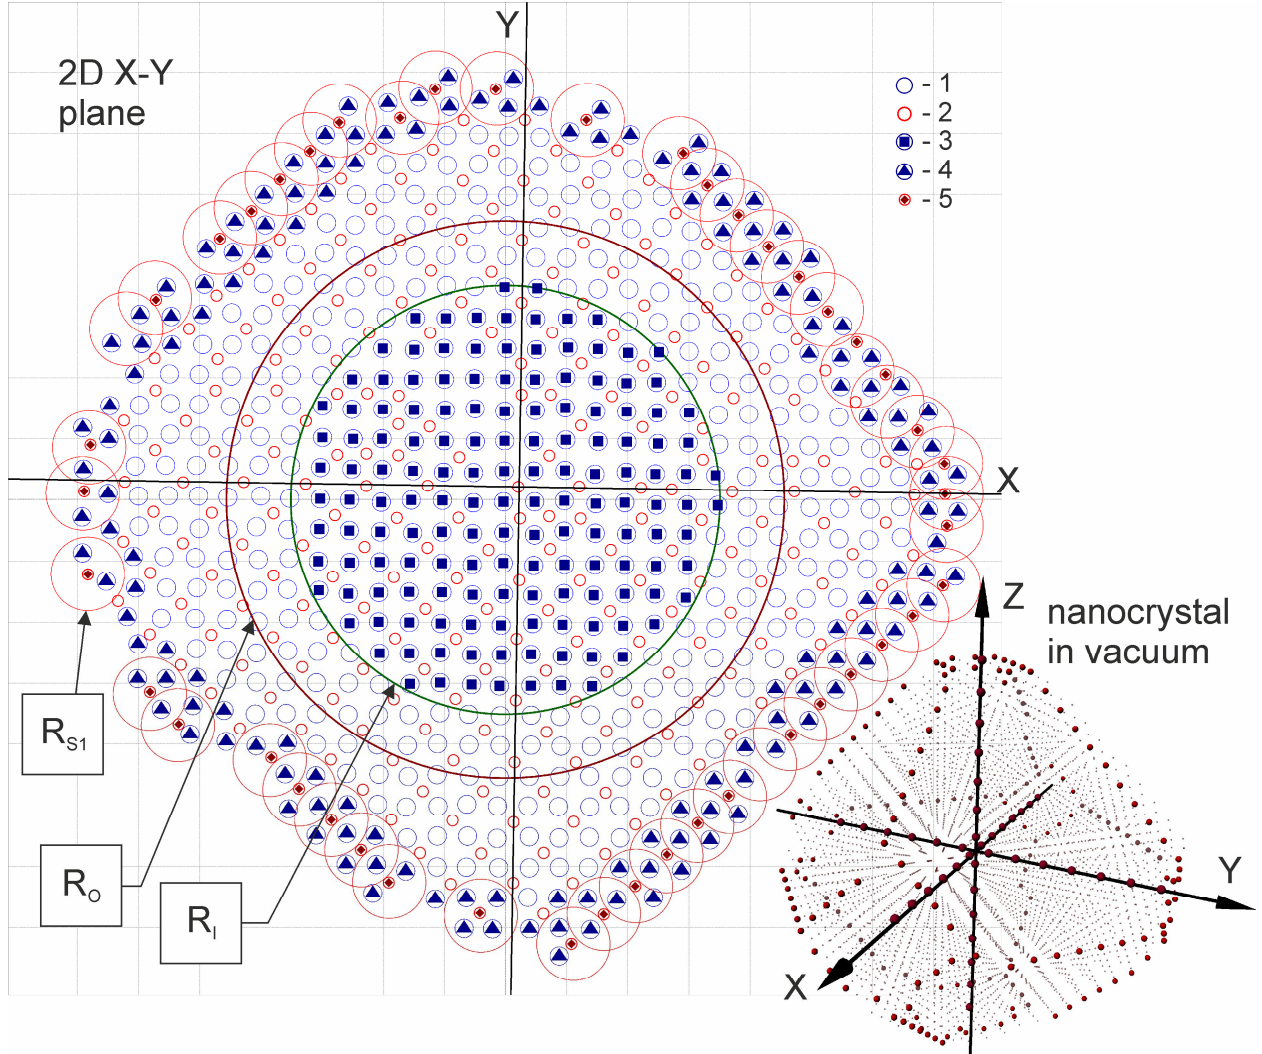 Y
2D X-Y
plane
- 1
- 2
- 3
- 4
- 5
X
Z
nanocrystal
in vacuum
R_S1
R_O
R_I
Y
X